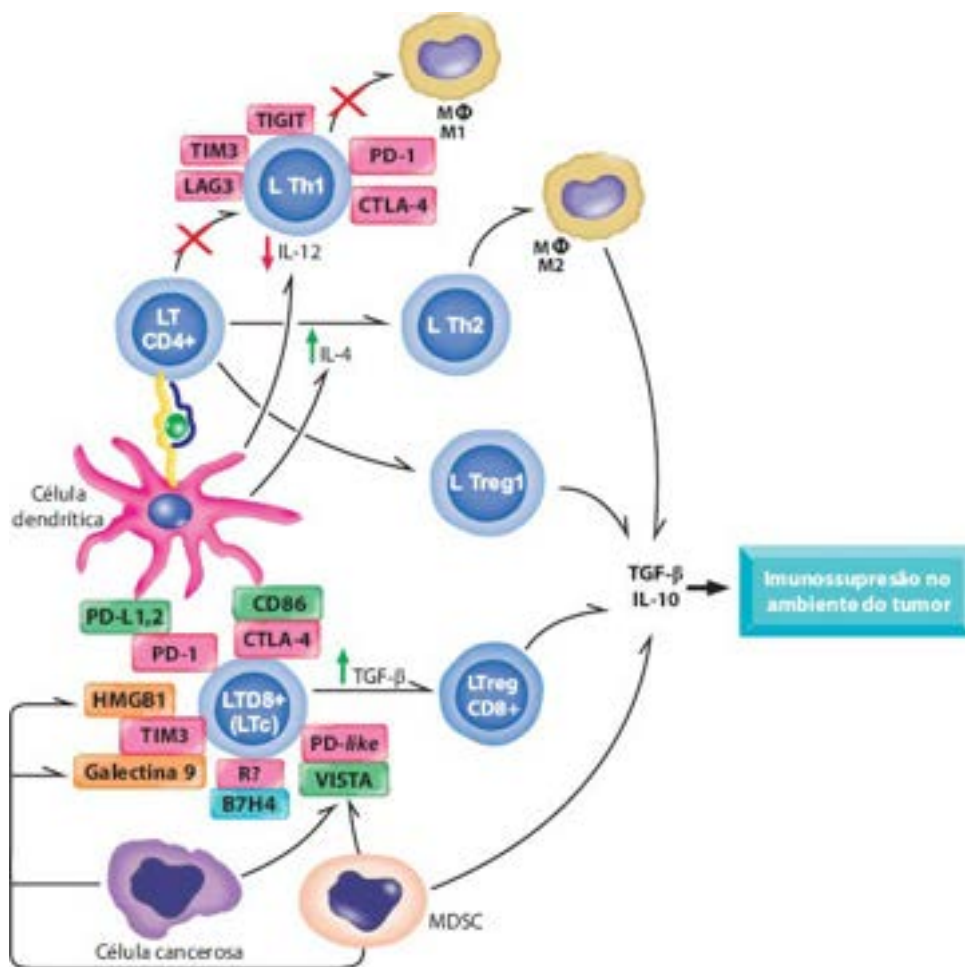 MΦ
M1
TIGIT
TIM3
PD-1
L Th1
LAG3
CTLA-4
IL-12
MΦ
M2
LT
CD4+
L Th2
IL-4
L Treg1
Célula
dendrítica
TGF-β
IL-10
Imunossupresão no
ambiente do tumor
CD86
PD-L1,2
CTLA-4
PD-1
TGF-β
LTreg
CD8+
HMGB1
LTD8+
(LTc)
TIM3
PD-like
Galectina 9
R?
VISTA
B7H4
MDSC
Célula cancerosa